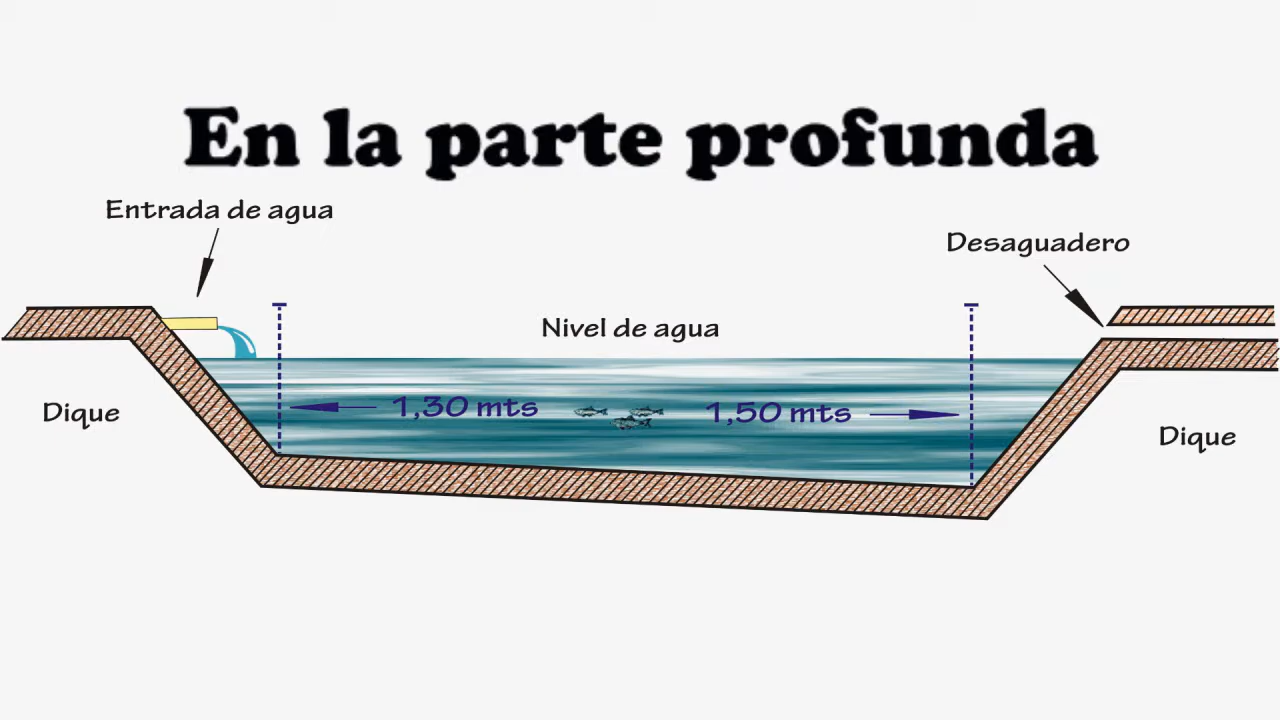 En la parte profunda
Entrada de agua
Desaguadero
Nivel de agua
1,30 mts
1,50 mts
Dique
Dique